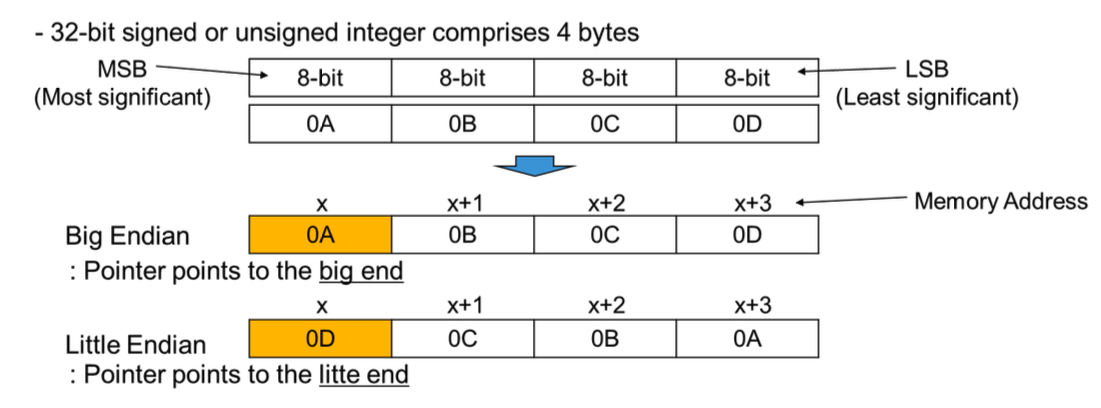 - 32-bit signed or unsigned integer comprises 4 bytes
MSB 8-bit 8-bit 8-bit 8-bit LSB
(Most significant) (Least significant)
0A 0B 0C 0D
x x+1 x+2 x+3 Memory Address
Big Endian 0A 0B 0C 0D
: Pointer points to the big end
x x+1 x+2 x+3
Little Endian 0D 0C 0B 0A
: Pointer points to the litte end